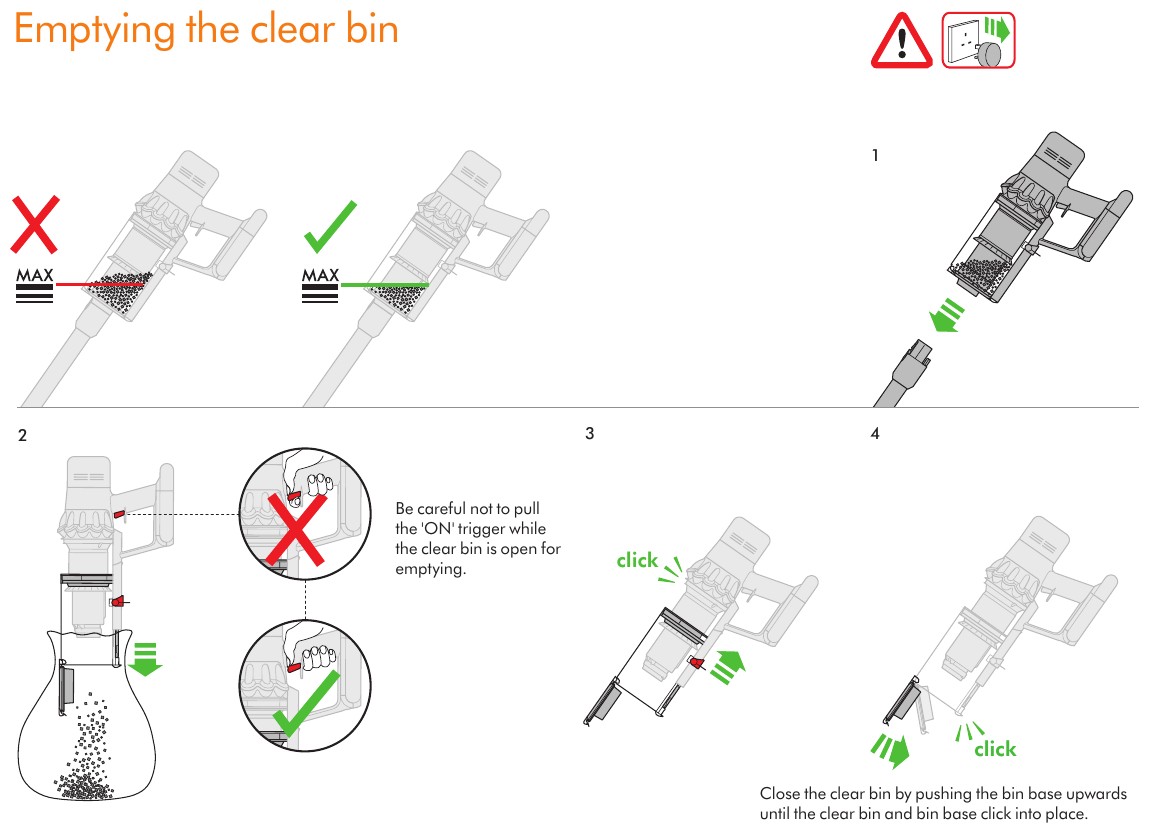 Emptying the clear bin
MAX
MAX
1
2
Be careful not to pull
the 'ON' trigger while
the clear bin is open for
emptying.
3
click
4
click
Close the clear bin by pushing the bin base upwards
until the clear bin and bin base click into place.